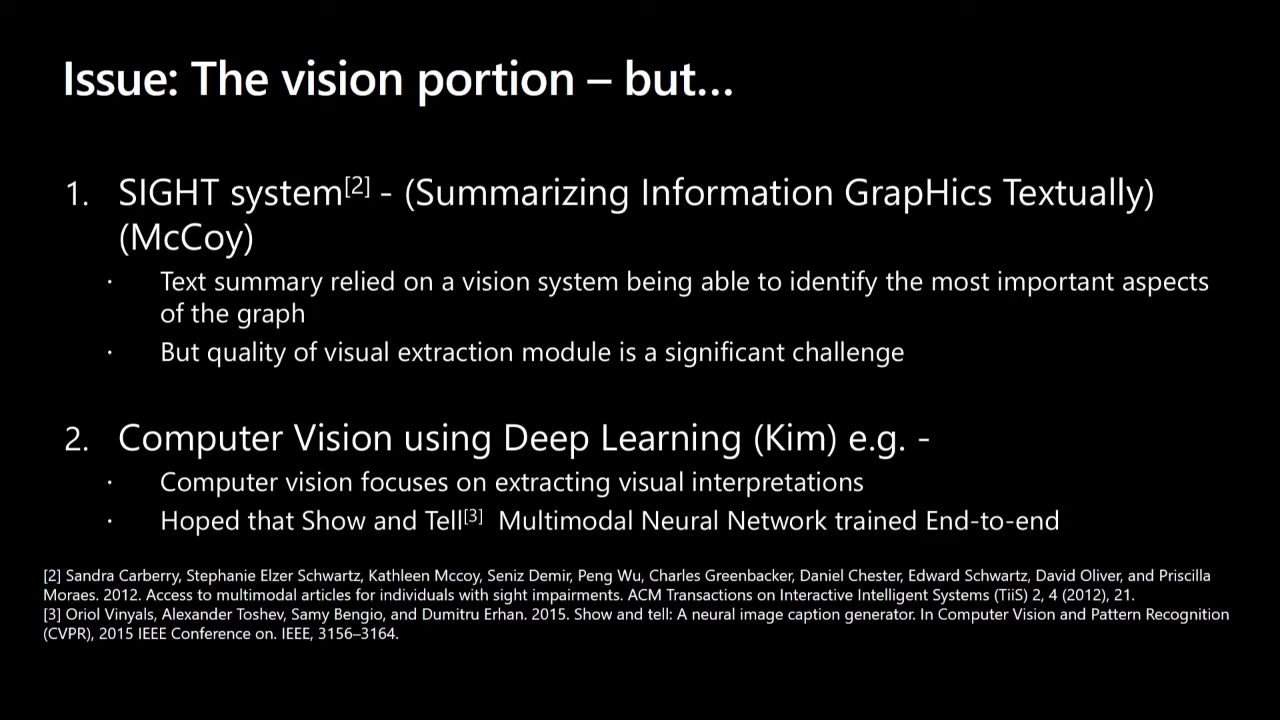 Issue: The vision portion – but...
1. SIGHT system[2] - (Summarizing Information GrapHics Textually)
(McCoy)
· Text summary relied on a vision system being able to identify the most important aspects
of the graph
· But quality of visual extraction module is a significant challenge
2. Computer Vision using Deep Learning (Kim) e.g. -
· Computer vision focuses on extracting visual interpretations
· Hoped that Show and Tell[3] Multimodal Neural Network trained End-to-end
[2] Sandra Carberry, Stephanie Elzer Schwartz, Kathleen Mccoy, Seniz Demir, Peng Wu, Charles Greenbacker, Daniel Chester, Edward Schwartz, David Oliver, and Priscilla
Moraes. 2012. Access to multimodal articles for individuals with sight impairments. ACM Transactions on Interactive Intelligent Systems (TiiS) 2, 4 (2012), 21.
[3] Oriol Vinyals, Alexander Toshev, Samy Bengio, and Dumitru Erhan. 2015. Show and tell: A neural image caption generator. In Computer Vision and Pattern Recognition
(CVPR), 2015 IEEE Conference on. IEEE, 3156–3164.